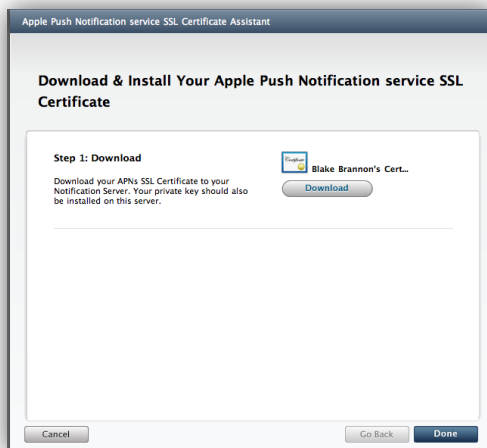 Apple Push Notification service SSL Certificate Assistant
Download & Install Your Apple Push Notification service SSL
Certificate
Step 1: Download
Download your APNs SSL Certificate to your
Notification Server. Your private key should also
be installed on this server.
Certificate
Blake Brannon's Cert...
Download
Cancel
Go Back
Done